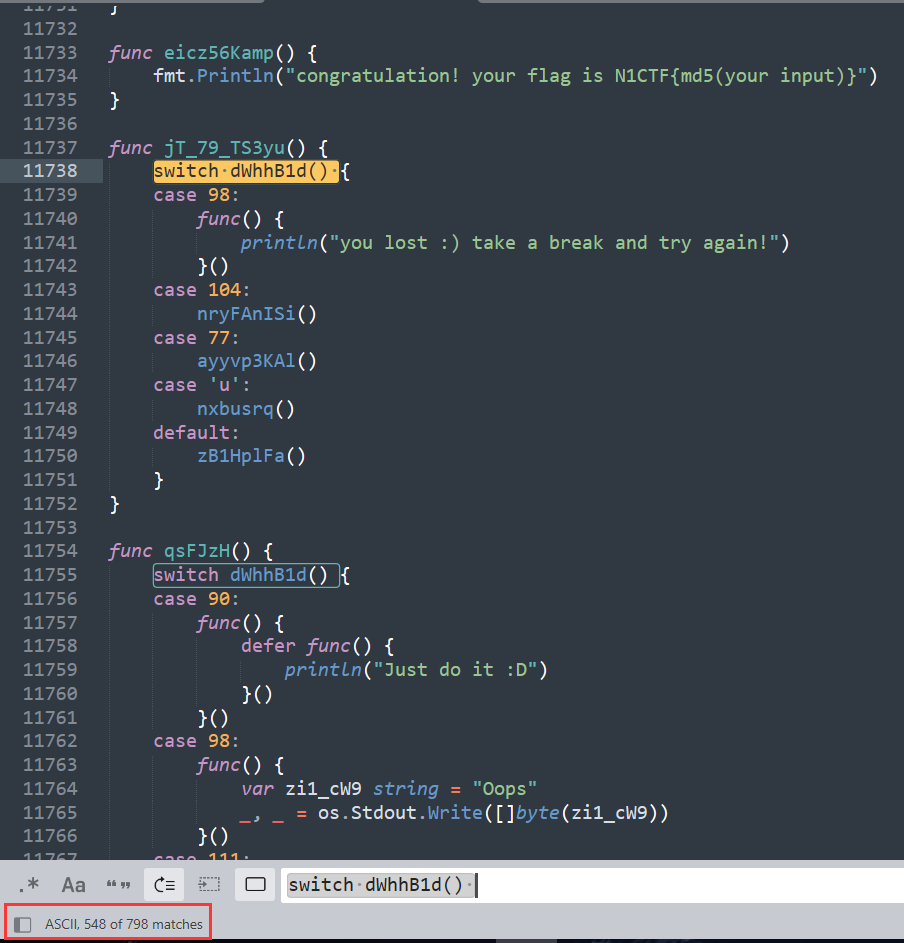 11731 }
11732
11733 func eicz56Kamp() {
11734 fmt.Println("congratulation! your flag is N1CTF{md5(your input)}")
11735 }
11736
11737 func jT_79_TS3yu() {
11738 switch·dWhhB1d()·{
11739 case 98:
11740 func() {
11741 println("you lost :) take a break and try again!")
11742 }()
11743 case 104:
11744 nryFAnISi()
11745 case 77:
11746 ayyvp3KAl()
11747 case 'u':
11748 nxbusrq()
11749 default:
11750 zB1HplFa()
11751 }
11752 }
11753
11754 func qsFJzH() {
11755 switch dWhhB1d() {
11756 case 90:
11757 func() {
11758 defer func() {
11759 println("Just do it :D")
11760 }()
11761 }()
11762 case 98:
11763 func() {
11764 var zi1_cW9 string = "Oops"
11765 _, _ = os.Stdout.Write([]byte(zi1_cW9))
11766 }()
11767 case 111:
.* Aa “” switch·dWhhB1d()·
ASCII, 548 of 798 matches